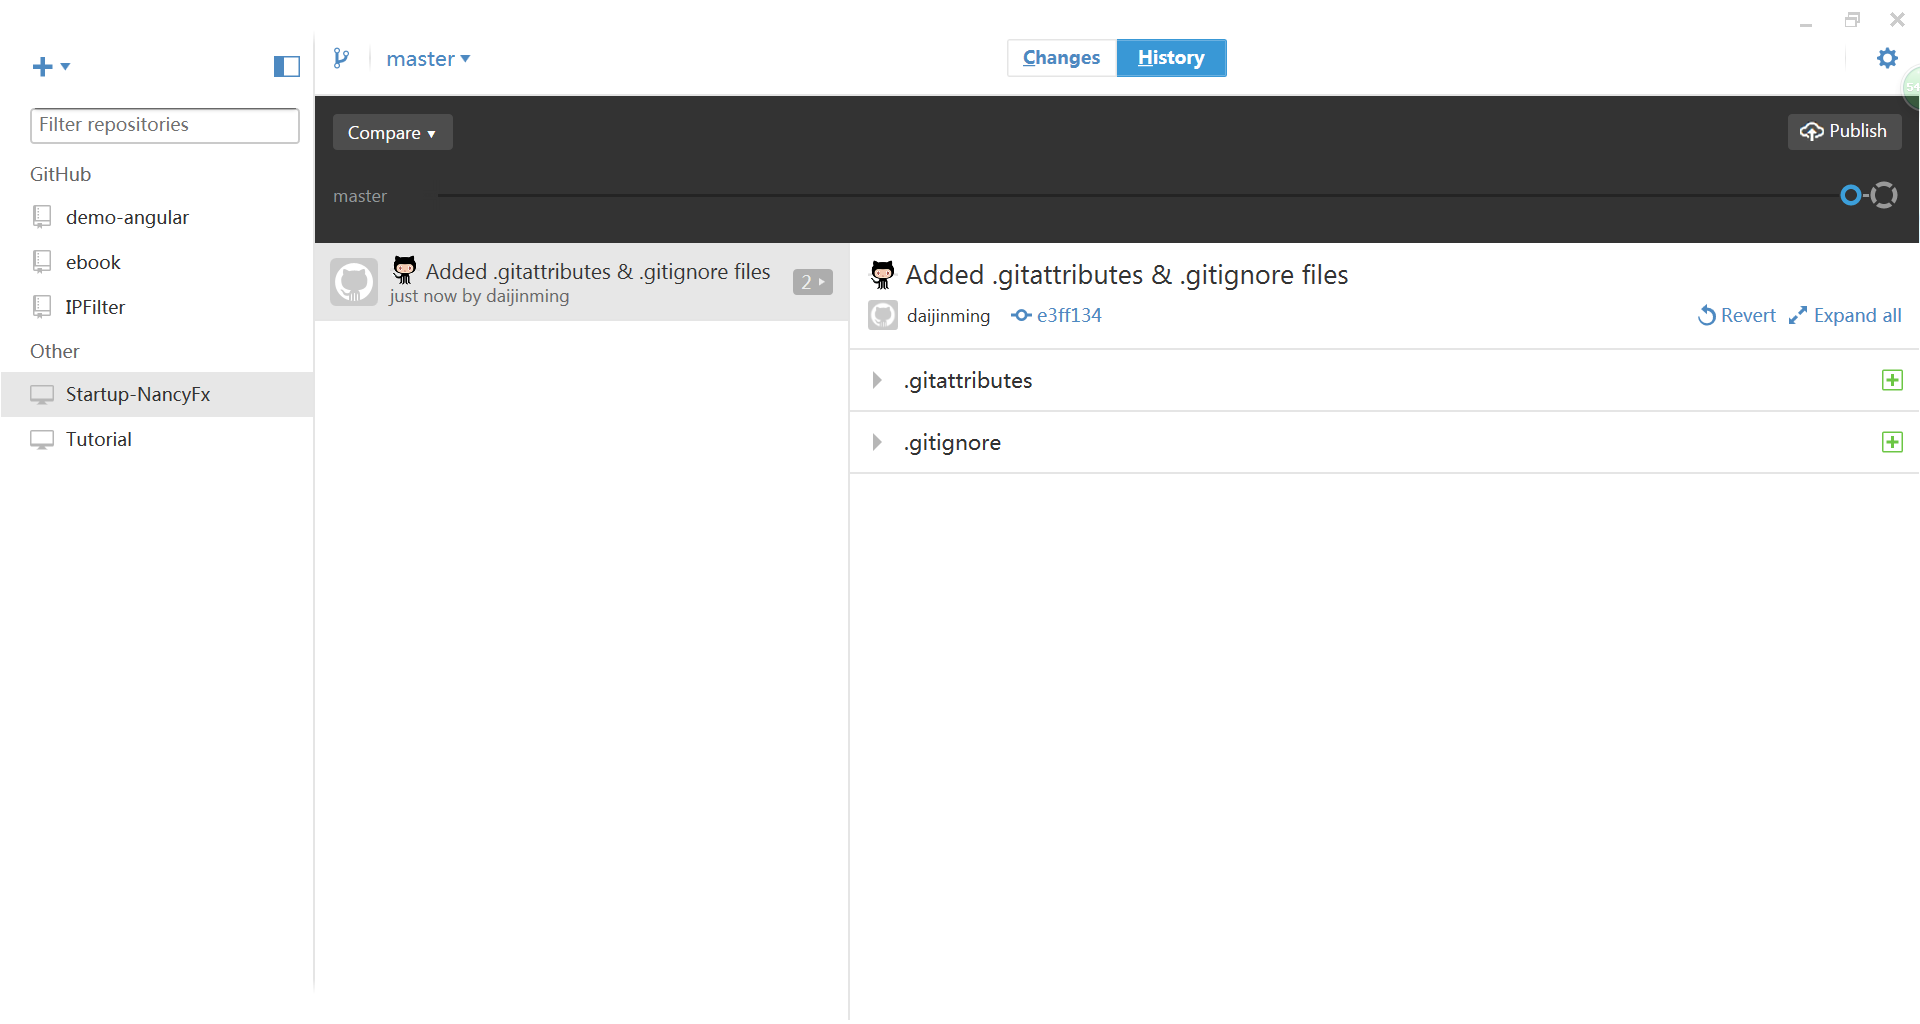 master
Changes
History
Filter repositories
GitHub
demo-angular
ebook
IPFilter
Other
Startup-NancyFx
Tutorial
Compare
Publish
master
Added .gitattributes & .gitignore files
just now by daijinming
2
Added .gitattributes & .gitignore files
daijinming
e3ff134
Revert
Expand all
.gitattributes
.gitignore